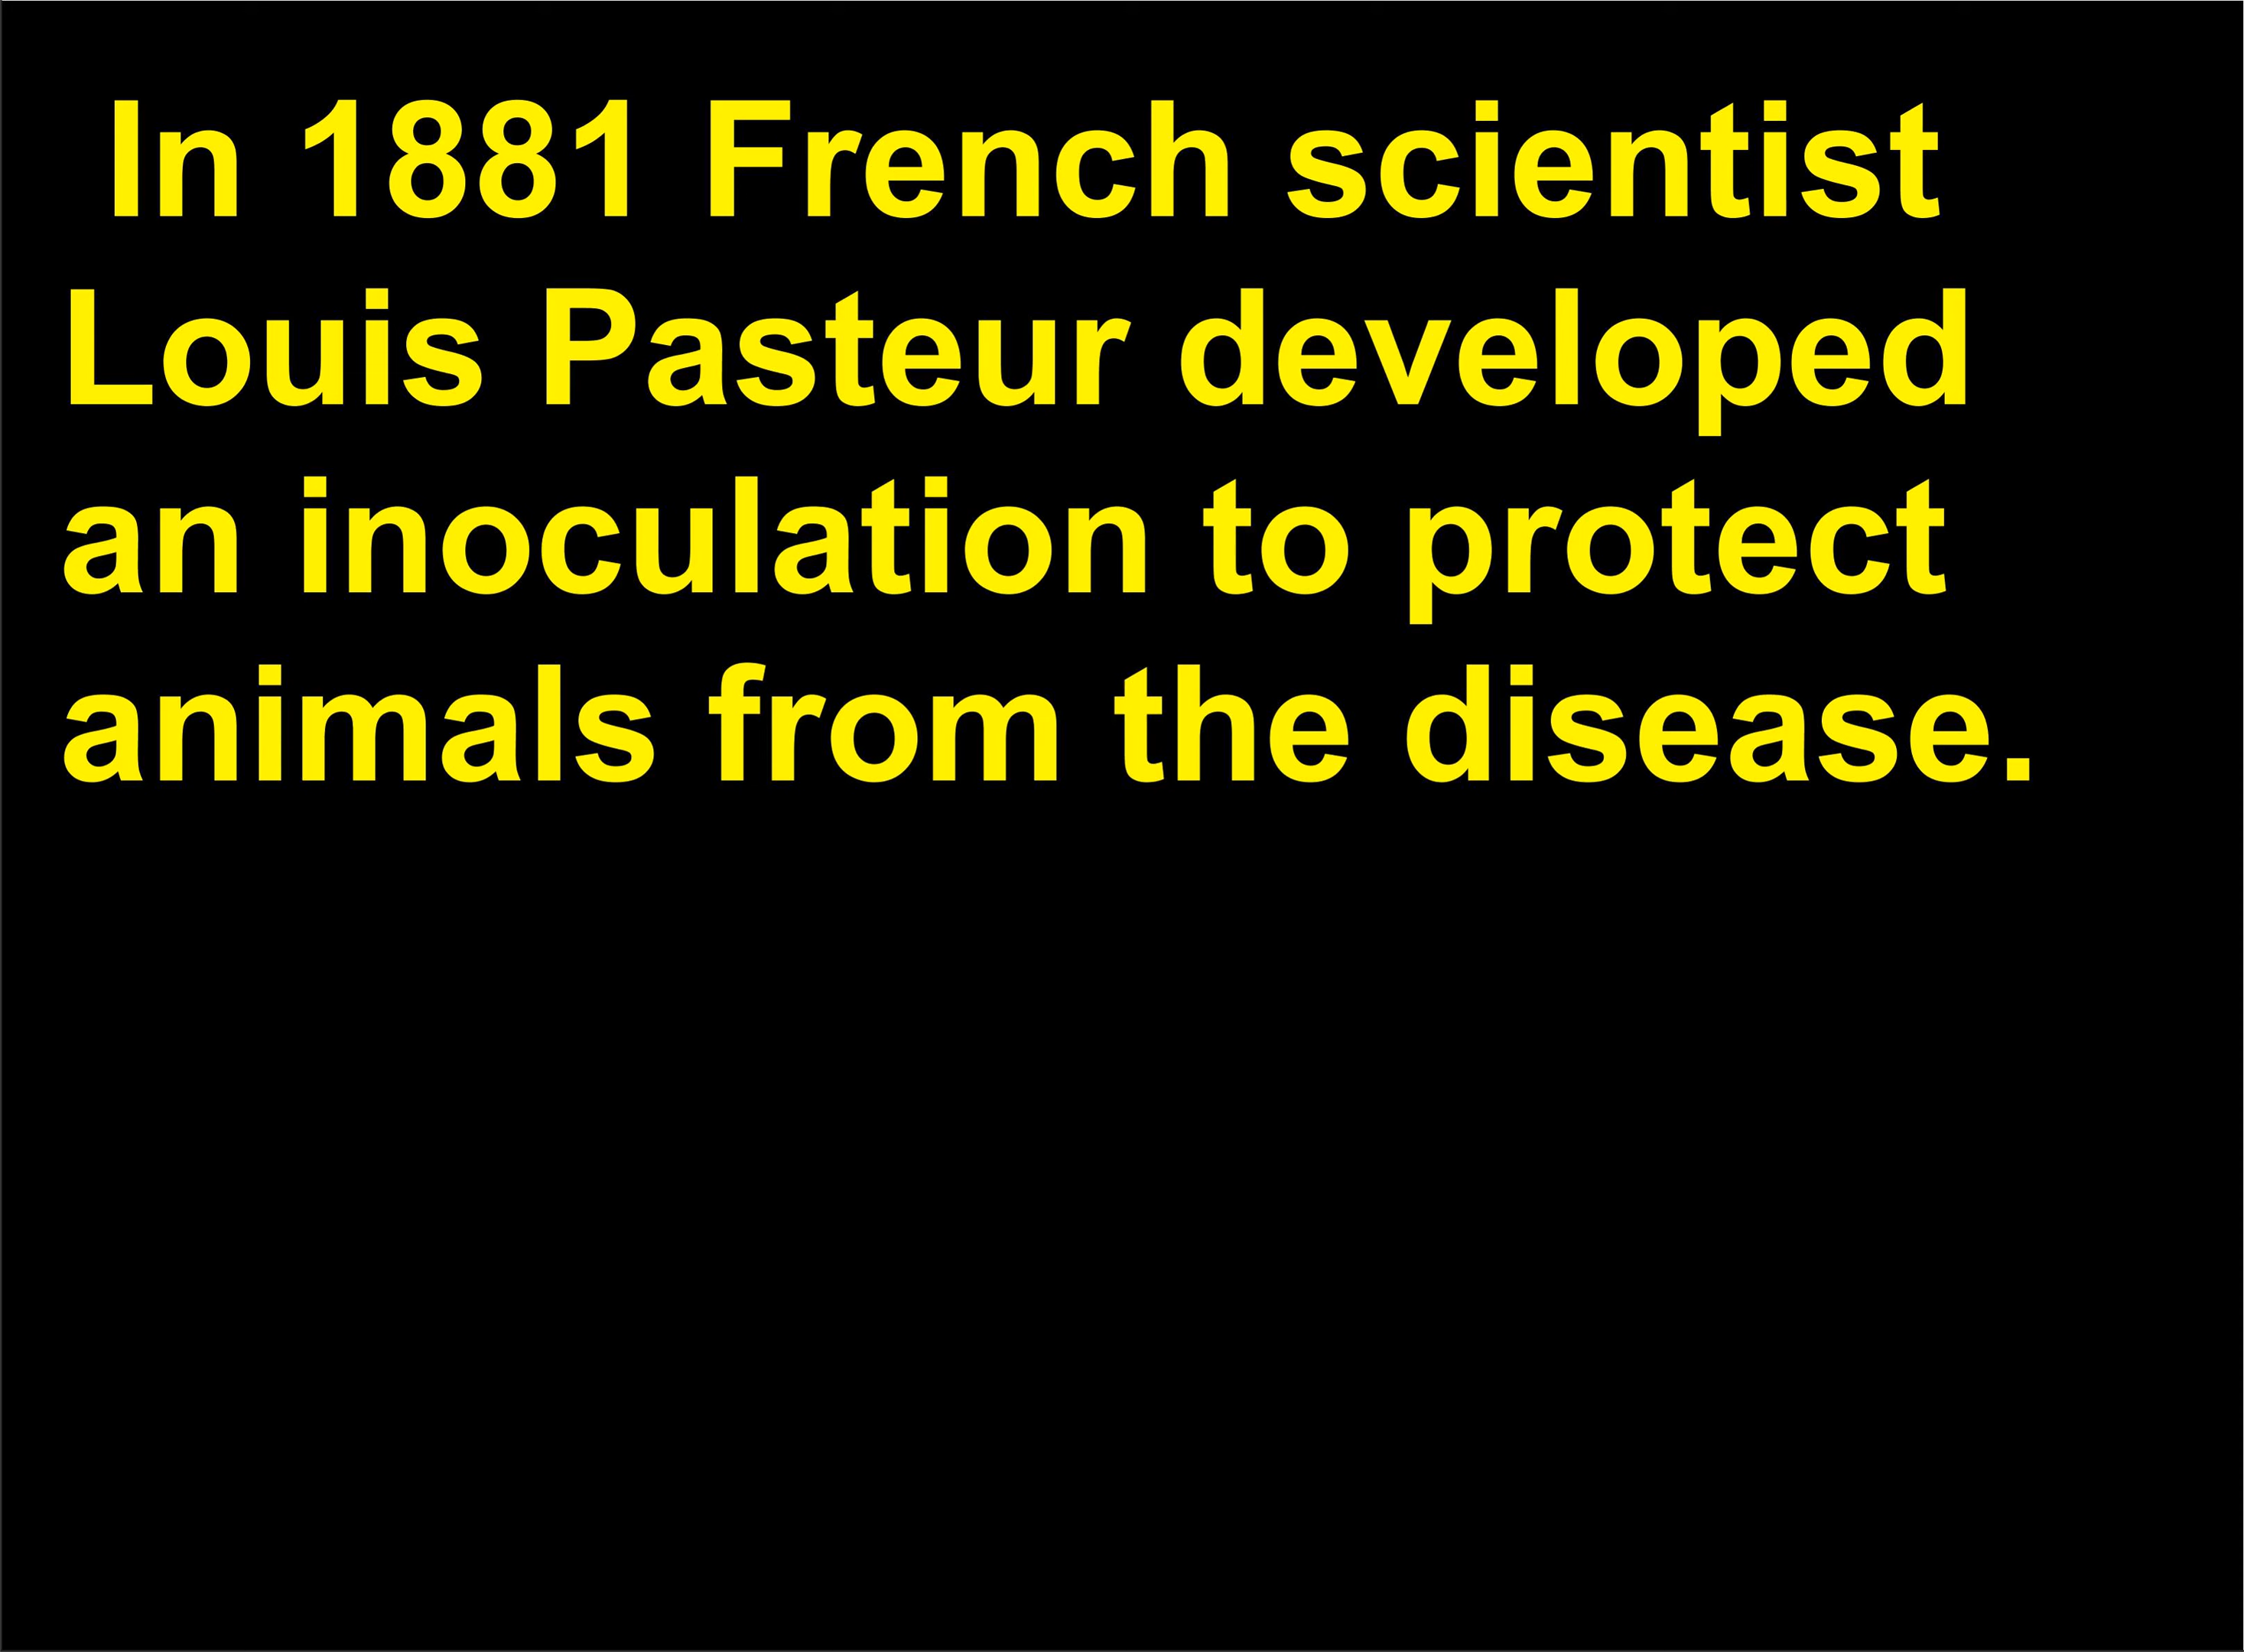 In 1881 French scientist
Louis Pasteur developed
an inoculation to protect
animals from the disease.